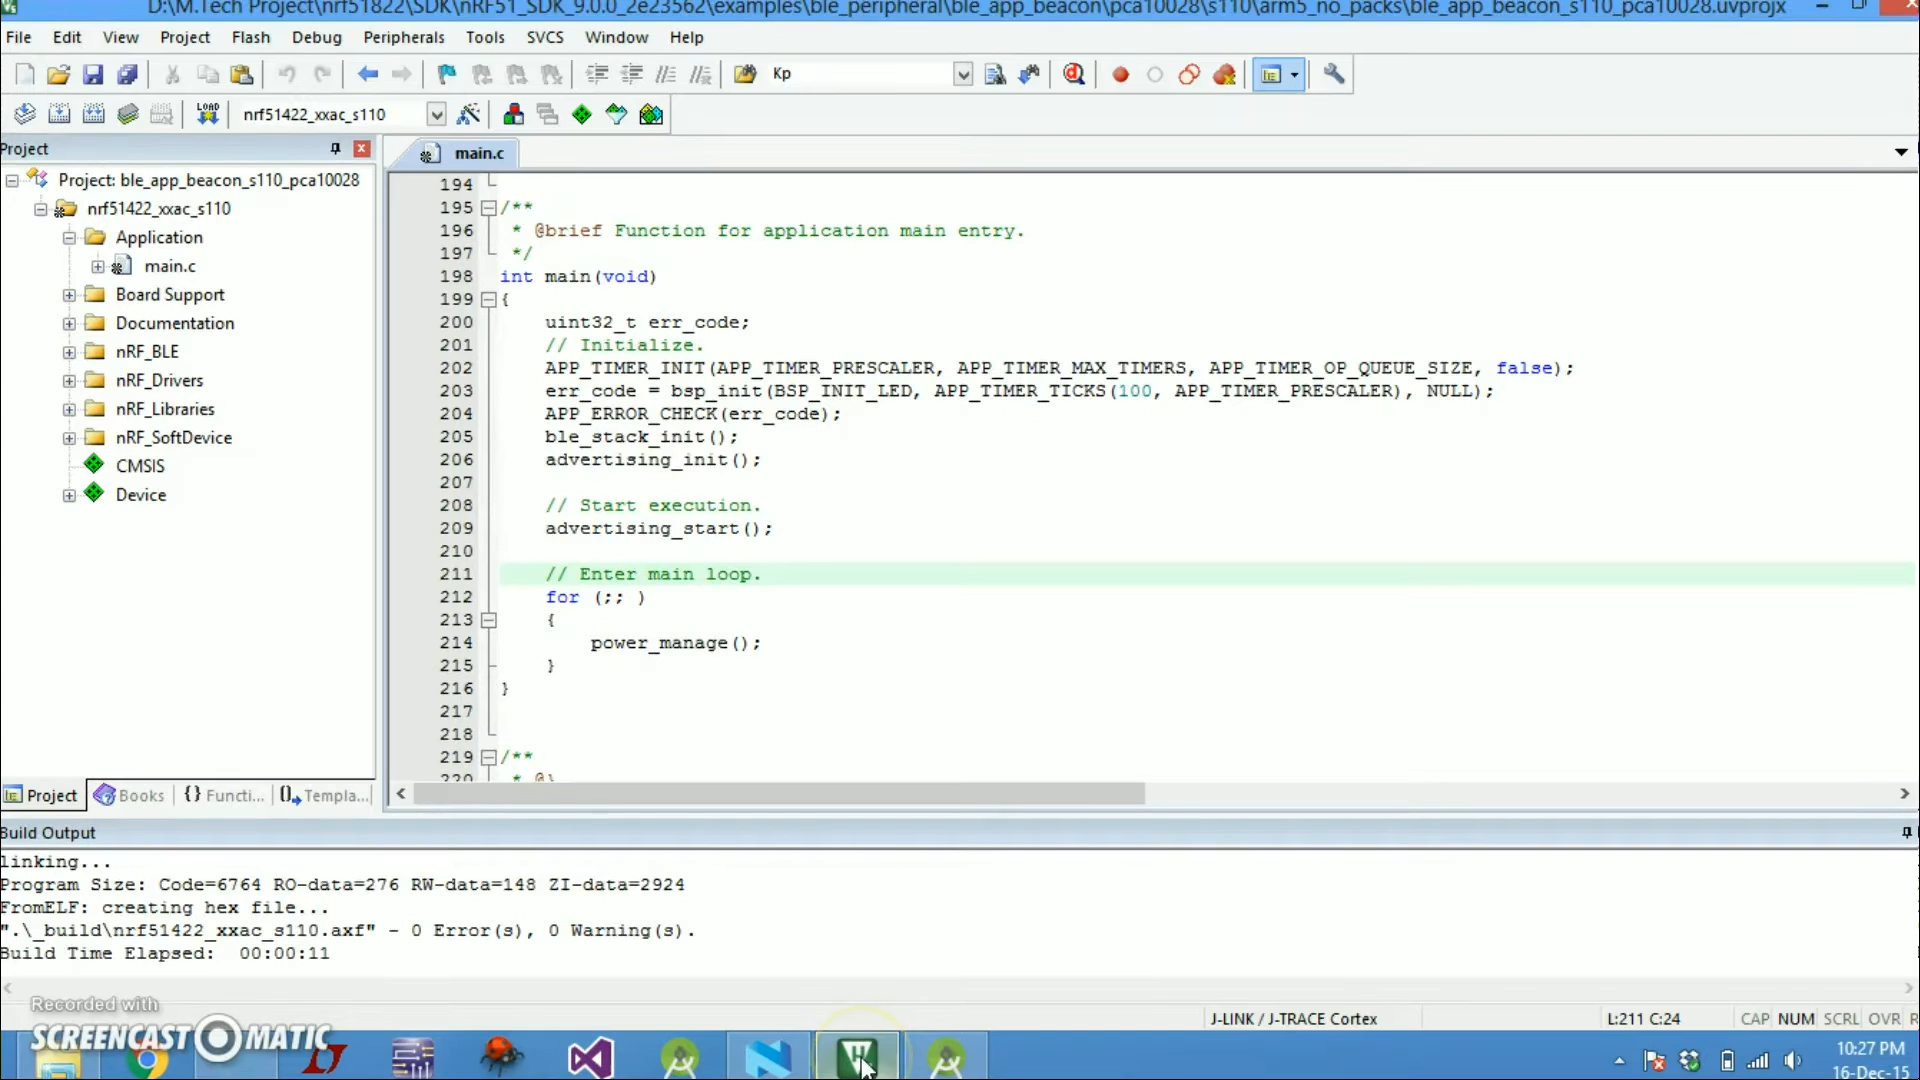 D:\M.Tech Project\nrf51822\SDK\nRF51_SDK_9.0.0_2e23562\examples\ble_peripheral\ble_app_beacon\pca10028\s110\arm5_no_packs\ble_app_beacon_s110_pca10028.uvprojx
File Edit View Project Flash Debug Peripherals Tools SVCS Window Help
Kp
LOAD nrf51422_xxac_s110
Project
main.c
Project: ble_app_beacon_s110_pca10028
nrf51422_xxac_s110
Application
main.c
Board Support
Documentation
nRF_BLE
nRF_Drivers
nRF_Libraries
nRF_SoftDevice
CMSIS
Device
194
195 /**
196 * @brief Function for application main entry.
197 */
198 int main(void)
199 {
200 uint32_t err_code;
201 // Initialize.
202 APP_TIMER_INIT(APP_TIMER_PRESCALER, APP_TIMER_MAX_TIMERS, APP_TIMER_OP_QUEUE_SIZE, false);
203 err_code = bsp_init(BSP_INIT_LED, APP_TIMER_TICKS(100, APP_TIMER_PRESCALER), NULL);
204 APP_ERROR_CHECK(err_code);
205 ble_stack_init();
206 advertising_init();
207
208 // Start execution.
209 advertising_start();
210
211 // Enter main loop.
212 for (;; )
213 {
214 power_manage();
215 }
216 }
217
218
219 /**
220 * @}
Project Books {} Functi... Templa...
Build Output
linking...
Program Size: Code=6764 RO-data=276 RW-data=148 ZI-data=2924
FromELF: creating hex file...
".\_build\nrf51422_xxac_s110.axf" - 0 Error(s), 0 Warning(s).
Build Time Elapsed: 00:00:11
Recorded with
SCREENCAST MATIC
J-LINK / J-TRACE Cortex L:211 C:24 CAP NUM SCRL OVR R
10:27 PM
16-Dec-15